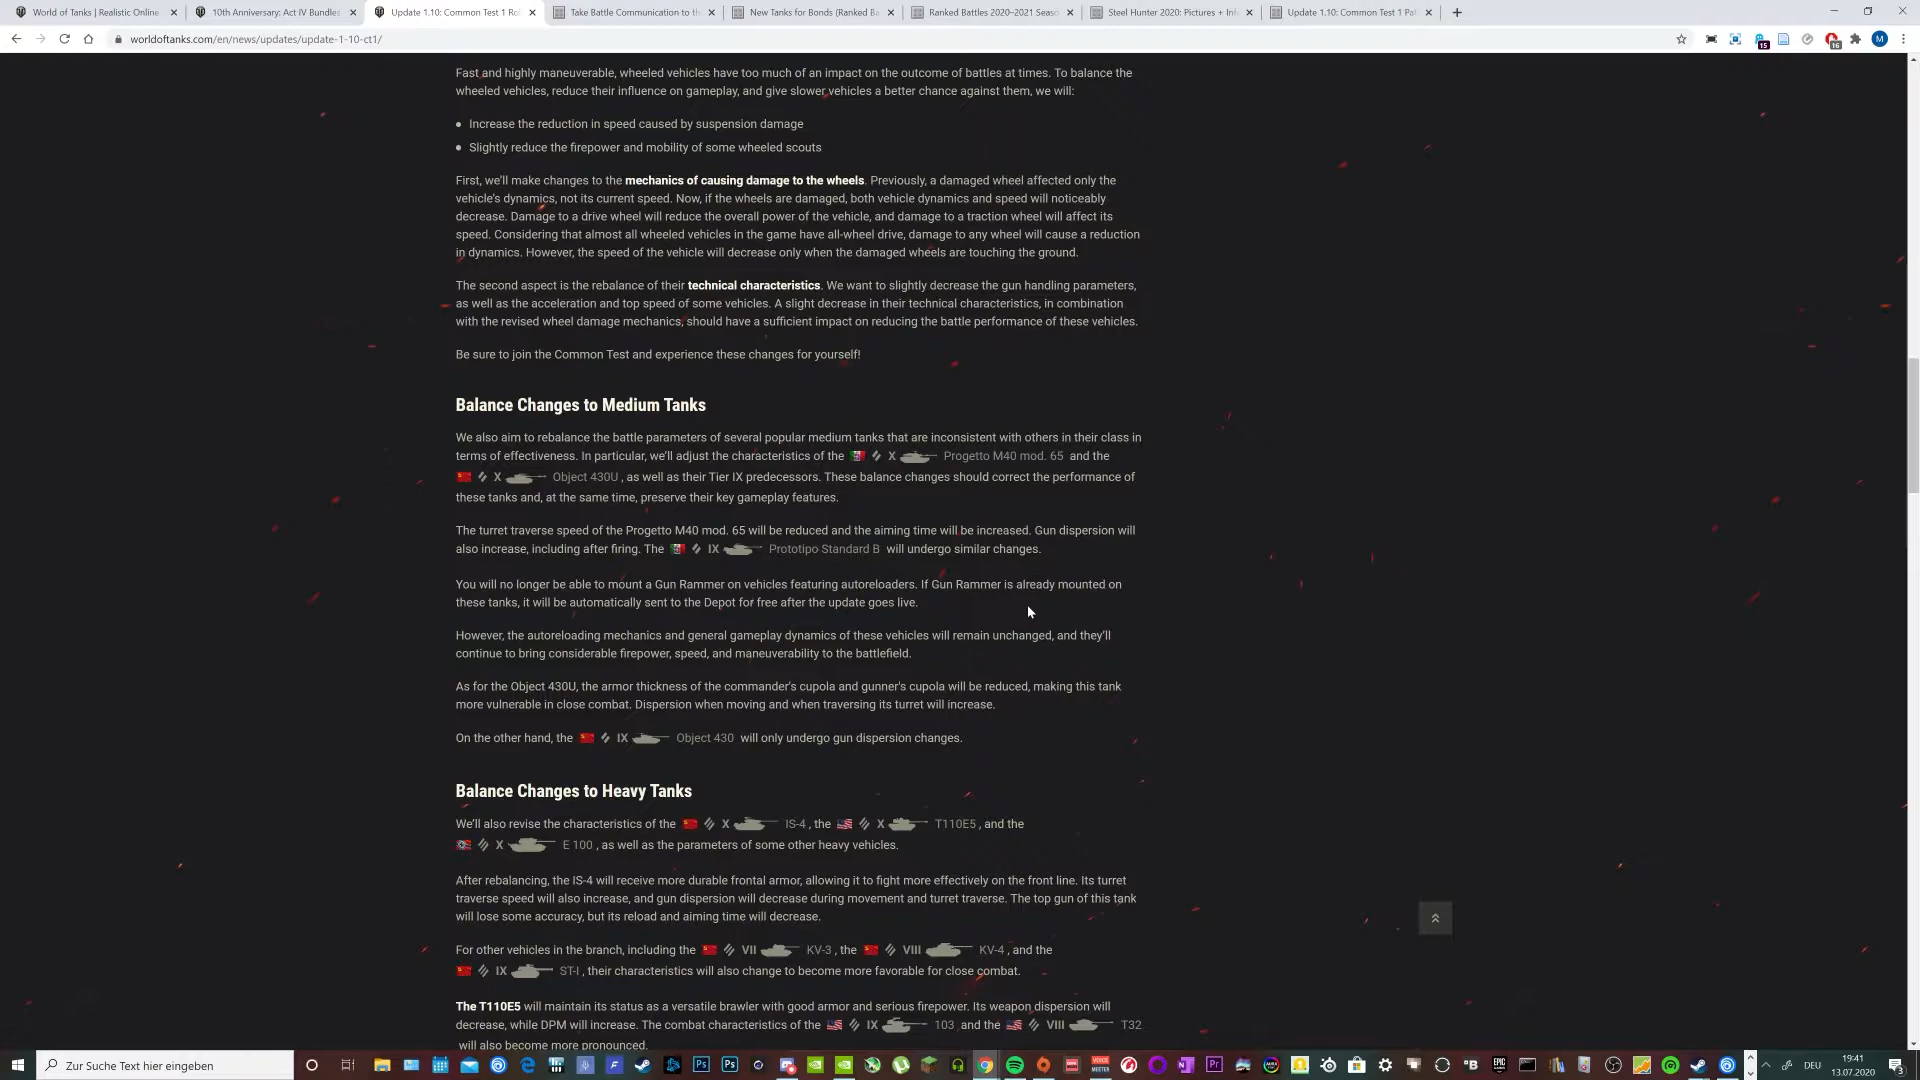 World of Tanks | Realistic Online
10th Anniversary: Act IV Bundles
Update 1.10: Common Test 1 Ro
Take Battle Communication to th
New Tanks for Bonds (Ranked Ba
Ranked Battles 2020–2021 Seaso
Steel Hunter 2020: Pictures + Inf
Update 1.10: Common Test 1 Pa
worldoftanks.com/en/news/updates/update-1-10-ct1/
15
16
M
Fast and highly maneuverable, wheeled vehicles have too much of an impact on the outcome of battles at times. To balance the
wheeled vehicles, reduce their influence on gameplay, and give slower vehicles a better chance against them, we will:
Increase the reduction in speed caused by suspension damage
Slightly reduce the firepower and mobility of some wheeled scouts
First, we'll make changes to the mechanics of causing damage to the wheels. Previously, a damaged wheel affected only the
vehicle's dynamics, not its current speed. Now, if the wheels are damaged, both vehicle dynamics and speed will noticeably
decrease. Damage to a drive wheel will reduce the overall power of the vehicle, and damage to a traction wheel will affect its
speed. Considering that almost all wheeled vehicles in the game have all-wheel drive, damage to any wheel will cause a reduction
in dynamics. However, the speed of the vehicle will decrease only when the damaged wheels are touching the ground.
The second aspect is the rebalance of their technical characteristics. We want to slightly decrease the gun handling parameters,
as well as the acceleration and top speed of some vehicles. A slight decrease in their technical characteristics, in combination
with the revised wheel damage mechanics, should have a sufficient impact on reducing the battle performance of these vehicles.
Be sure to join the Common Test and experience these changes for yourself!
Balance Changes to Medium Tanks
We also aim to rebalance the battle parameters of several popular medium tanks that are inconsistent with others in their class in
terms of effectiveness. In particular, we'll adjust the characteristics of the X Progetto M40 mod. 65 and the
X Object 430U , as well as their Tier IX predecessors. These balance changes should correct the performance of
these tanks and, at the same time, preserve their key gameplay features.
The turret traverse speed of the Progetto M40 mod. 65 will be reduced and the aiming time will be increased. Gun dispersion will
also increase, including after firing. The IX Prototipo Standard B will undergo similar changes.
You will no longer be able to mount a Gun Rammer on vehicles featuring autoreloaders. If Gun Rammer is already mounted on
these tanks, it will be automatically sent to the Depot for free after the update goes live.
However, the autoreloading mechanics and general gameplay dynamics of these vehicles will remain unchanged, and they'll
continue to bring considerable firepower, speed, and maneuverability to the battlefield.
As for the Object 430U, the armor thickness of the commander's cupola and gunner's cupola will be reduced, making this tank
more vulnerable in close combat. Dispersion when moving and when traversing its turret will increase.
On the other hand, the IX Object 430 will only undergo gun dispersion changes.
Balance Changes to Heavy Tanks
We'll also revise the characteristics of the X IS-4 , the X T110E5 , and the
X E 100 , as well as the parameters of some other heavy vehicles.
After rebalancing, the IS-4 will receive more durable frontal armor, allowing it to fight more effectively on the front line. Its turret
traverse speed will also increase, and gun dispersion will decrease during movement and turret traverse. The top gun of this tank
will lose some accuracy, but its reload and aiming time will decrease.
For other vehicles in the branch, including the VII KV-3 , the VIII KV-4 , and the
IX ST-I , their characteristics will also change to become more favorable for close combat.
The T110E5 will maintain its status as a versatile brawler with good armor and serious firepower. Its weapon dispersion will
decrease, while DPM will increase. The combat characteristics of the IX 103 and the VIII T32
will also become more pronounced.
Zur Suche Text hier eingeben
DEU
19:41
13.07.2020